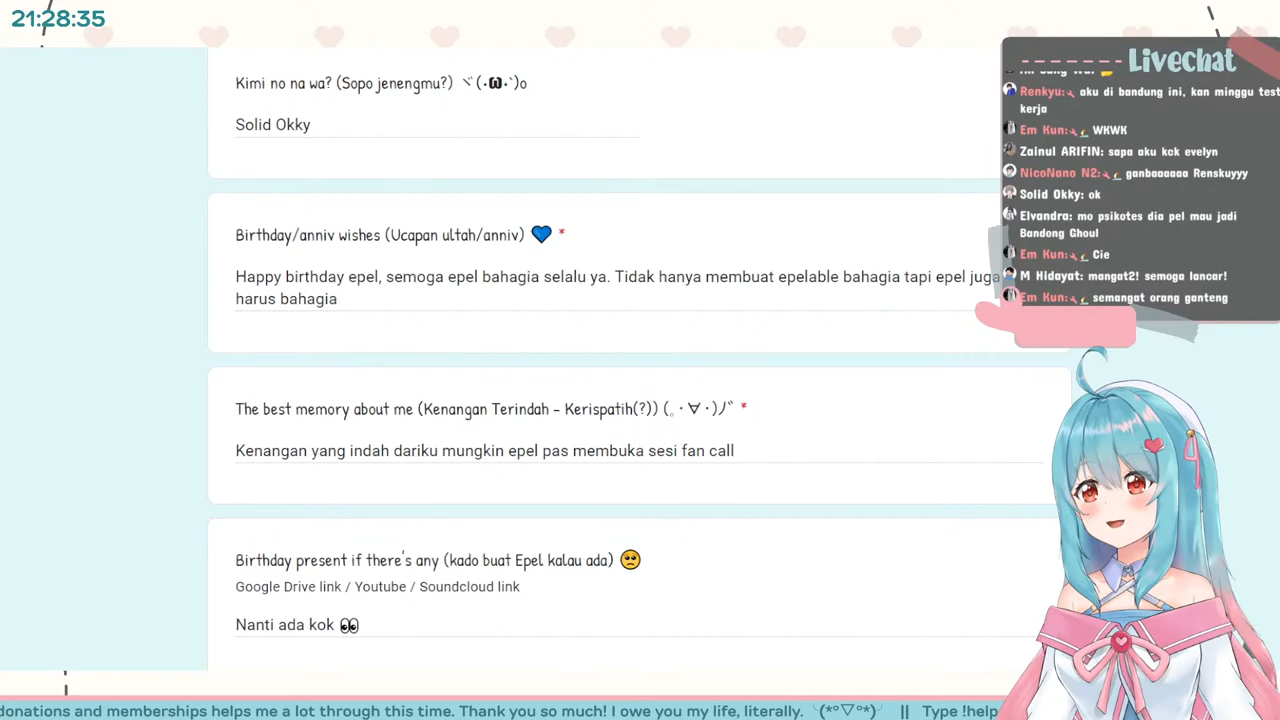 21:28:35
Kimi no na wa? (Sopo jenengmu?) ヾ(･ω･`)o
Solid Okky
Birthday/anniv wishes (Ucapan ultah/anniv) 💙 *
Happy birthday epel, semoga epel bahagia selalu ya. Tidak hanya membuat epelable bahagia tapi epel juga
harus bahagia
The best memory about me (Kenangan Terindah - Kerispatih(?)) (｡･∀･)ﾉﾞ *
Kenangan yang indah dariku mungkin epel pas membuka sesi fan call
Birthday present if there's any (kado buat Epel kalau ada) 🥺
Google Drive link / Youtube / Soundcloud link
Nanti ada kok 👀
Livechat
Renkyu: aku di bandung ini, kan minggu test
kerja
Em Kun: WKWK
Zainul ARIFIN: sapa aku kck evelyn
NicoNano N2: ganbaaaaaa Renskuyyy
Solid Okky: ok
Elvandra: mo psikotes dia pel mau jadi
Bandong Ghoul
Em Kun: Cie
M Hidayat: mangat2! semoga lancar!
Em Kun: semangat orang ganteng
donations and memberships helps me a lot through this time. Thank you so much! I owe you my life, literally. ╰(*°▽°*)╯ || Type !help